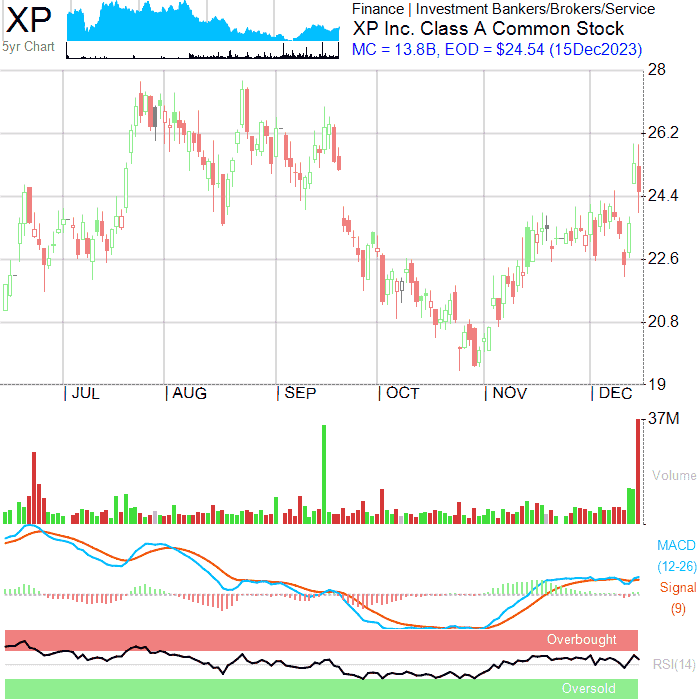 XP
5yr Chart
Finance | Investment Bankers/Brokers/Service
XP Inc. Class A Common Stock
MC = 13.8B, EOD = $24.54 (15Dec2023)
28
26.2
24.4
22.6
20.8
19
| JUL | AUG | SEP | OCT | NOV | DEC
37M
Volume
MACD
(12-26)
Signal
(9)
Overbought
RSI(14)
Oversold